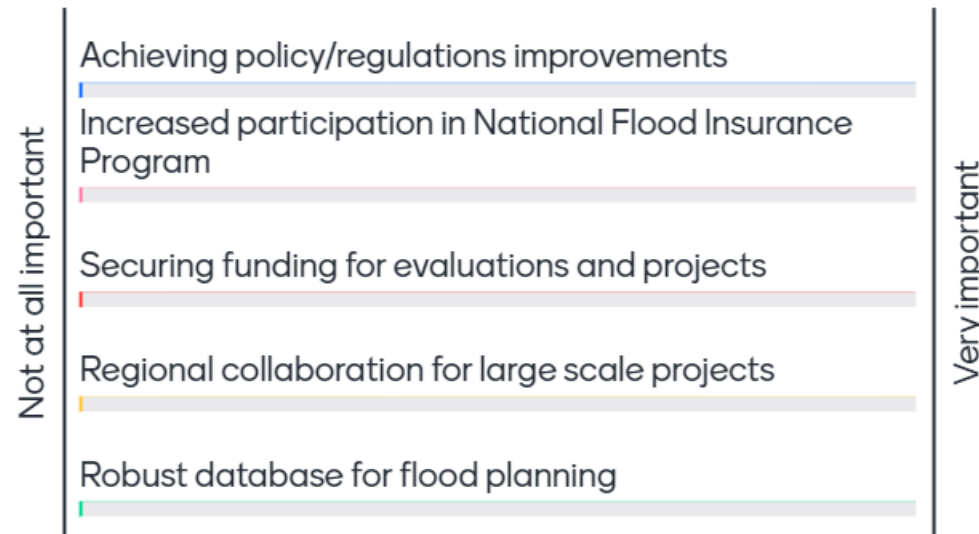 Achieving policy/regulations improvements
Increased participation in National Flood Insurance
Program
Securing funding for evaluations and projects
Regional collaboration for large scale projects
Robust database for flood planning
Not at all important
Very important